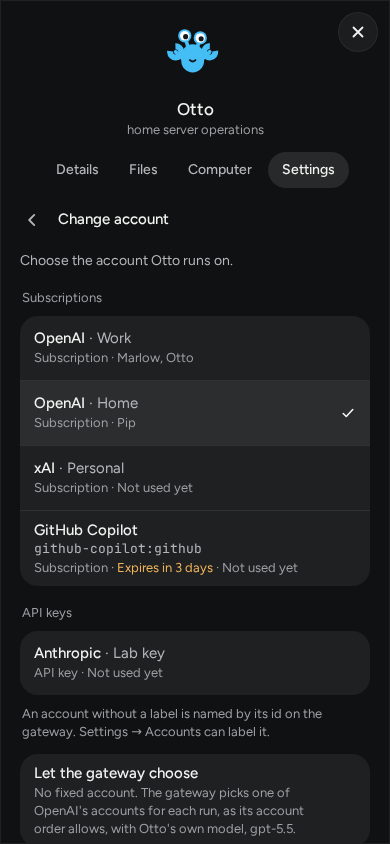 Otto
home server operations
Details Files Computer Settings
Change account
Choose the account Otto runs on.
Subscriptions
OpenAI · Work
Subscription · Marlow, Otto
OpenAI · Home
Subscription · Pip
xAI · Personal
Subscription · Not used yet
GitHub Copilot
github-copilot:github
Subscription · Expires in 3 days · Not used yet
API keys
Anthropic · Lab key
API key · Not used yet
An account without a label is named by its id on the
gateway. Settings → Accounts can label it.
Let the gateway choose
No fixed account. The gateway picks one of
OpenAI's accounts for each run, as its account
order allows, with Otto's own model, gpt-5.5.